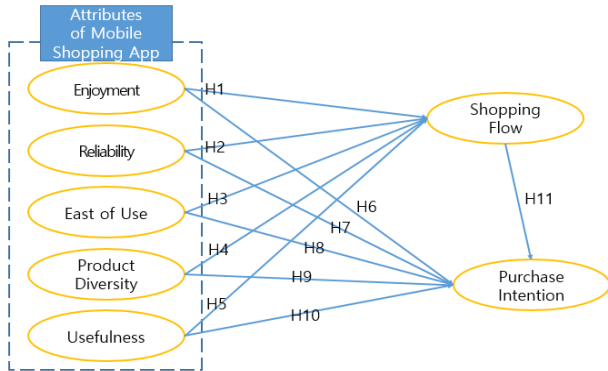 Attributes
of Mobile
Shopping App
Enjoyment
H1
Shopping
Flow
Reliability
H2
H3
H6
H11
East of Use
H7
H8
H4
Product
Diversity
H9
Purchase
Intention
H5
H10
Usefulness